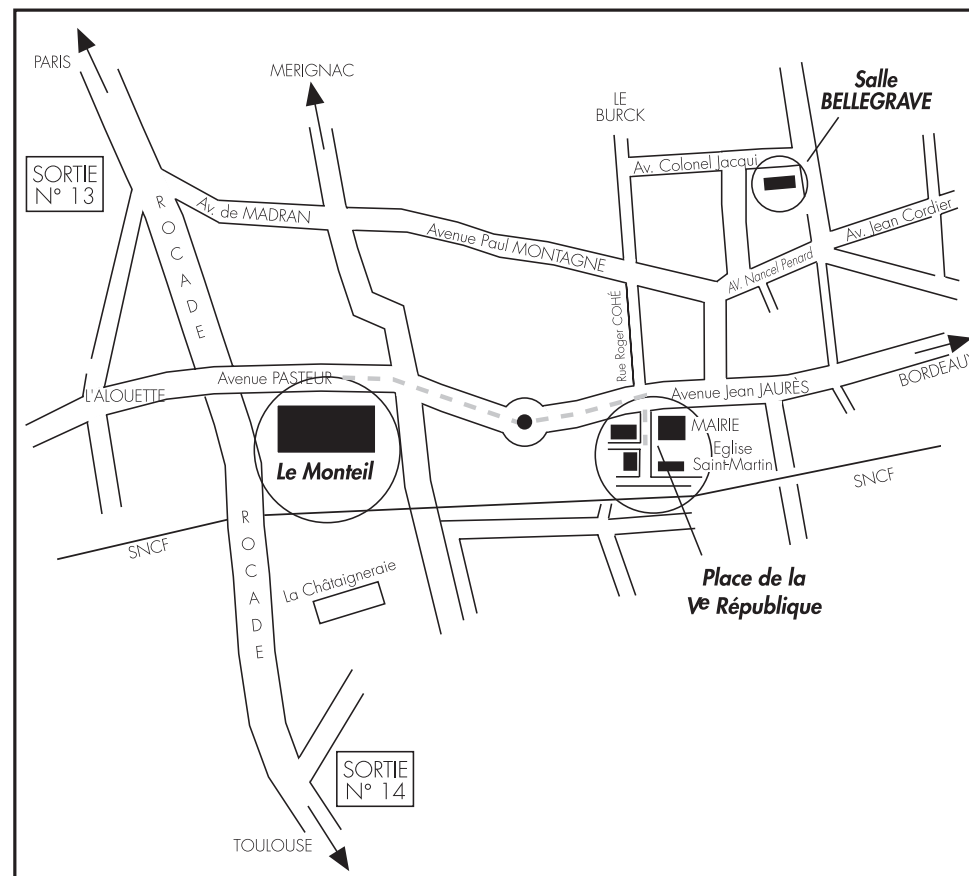 PARIS
MERIGNAC
LE
BURCK
Salle
BELLEGRAVE
SORTIE
N° 13
Av. Colonel Jacqui
ROCADE
Av. de MADRAN
Avenue Paul MONTAGNE
Av. Jean Cordier
AV. Nancel Penard
Rue Roger COHÉ
Avenue PASTEUR
L'ALOUETTE
Avenue Jean JAURÈS
BORDEAUX
MAIRIE
Eglise
Saint-Martin
Le Monteil
SNCF
SNCF
ROCADE
La Châtaigneraie
Place de la
Ve République
SORTIE
N° 14
TOULOUSE